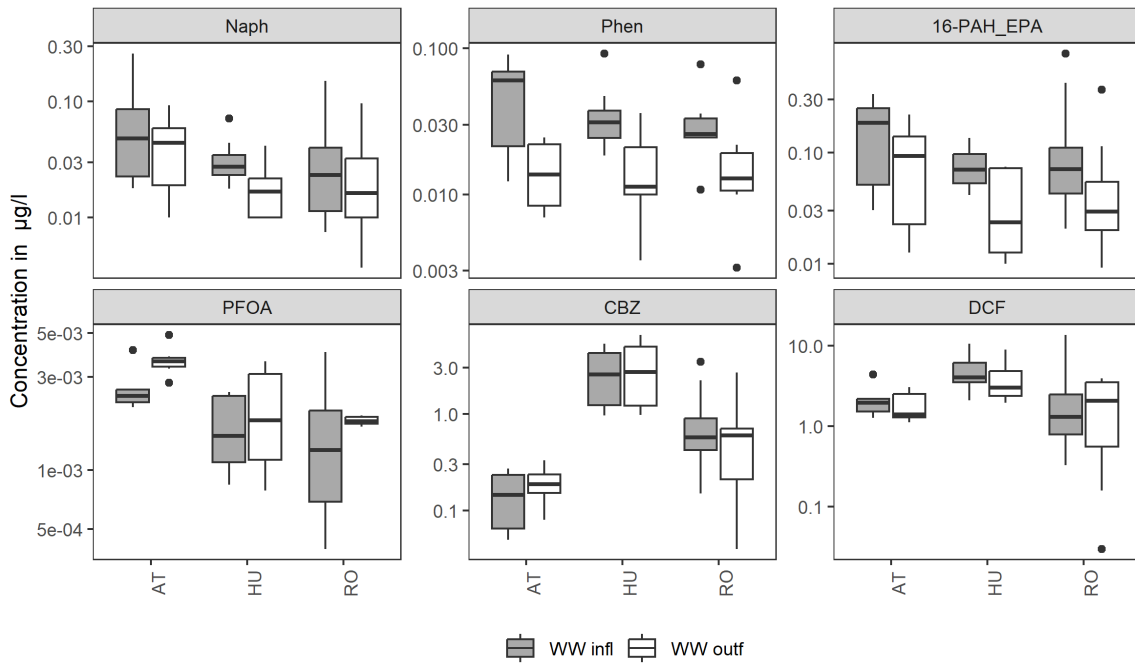 Naph Phen 16-PAH_EPA
0.30 0.100
0.30
0.10
0.03
0.10
0.03
0.010
0.03
0.01
0.003 0.01
PFOA CBZ DCF
5e-03
3e-03
1e-03
5e-04
3.0
1.0
0.3
0.1
10.0
1.0
0.1
Concentration in µg/l
AT HU RO AT HU RO AT HU RO
WW infl WW outf